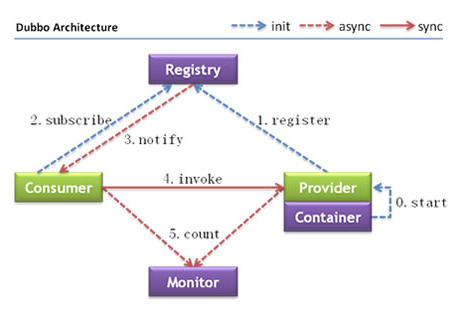 Dubbo Architecture
init
async
sync
Registry
2. subscribe
1. register
3. notify
Consumer
4. invoke
Provider
Container
0. start
5. count
Monitor